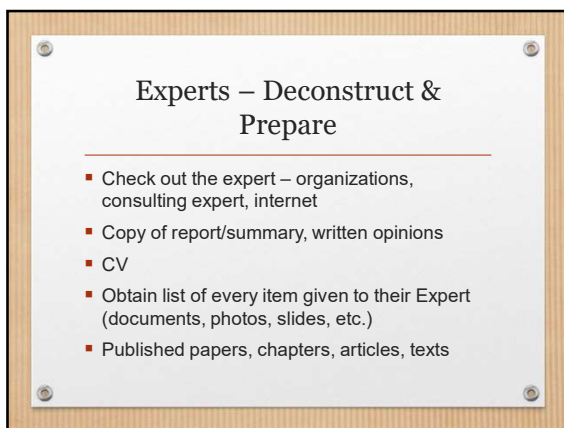 Experts – Deconstruct &
Prepare
▪ Check out the expert – organizations,
consulting expert, internet
▪ Copy of report/summary, written opinions
▪ CV
▪ Obtain list of every item given to their Expert
(documents, photos, slides, etc.)
▪ Published papers, chapters, articles, texts